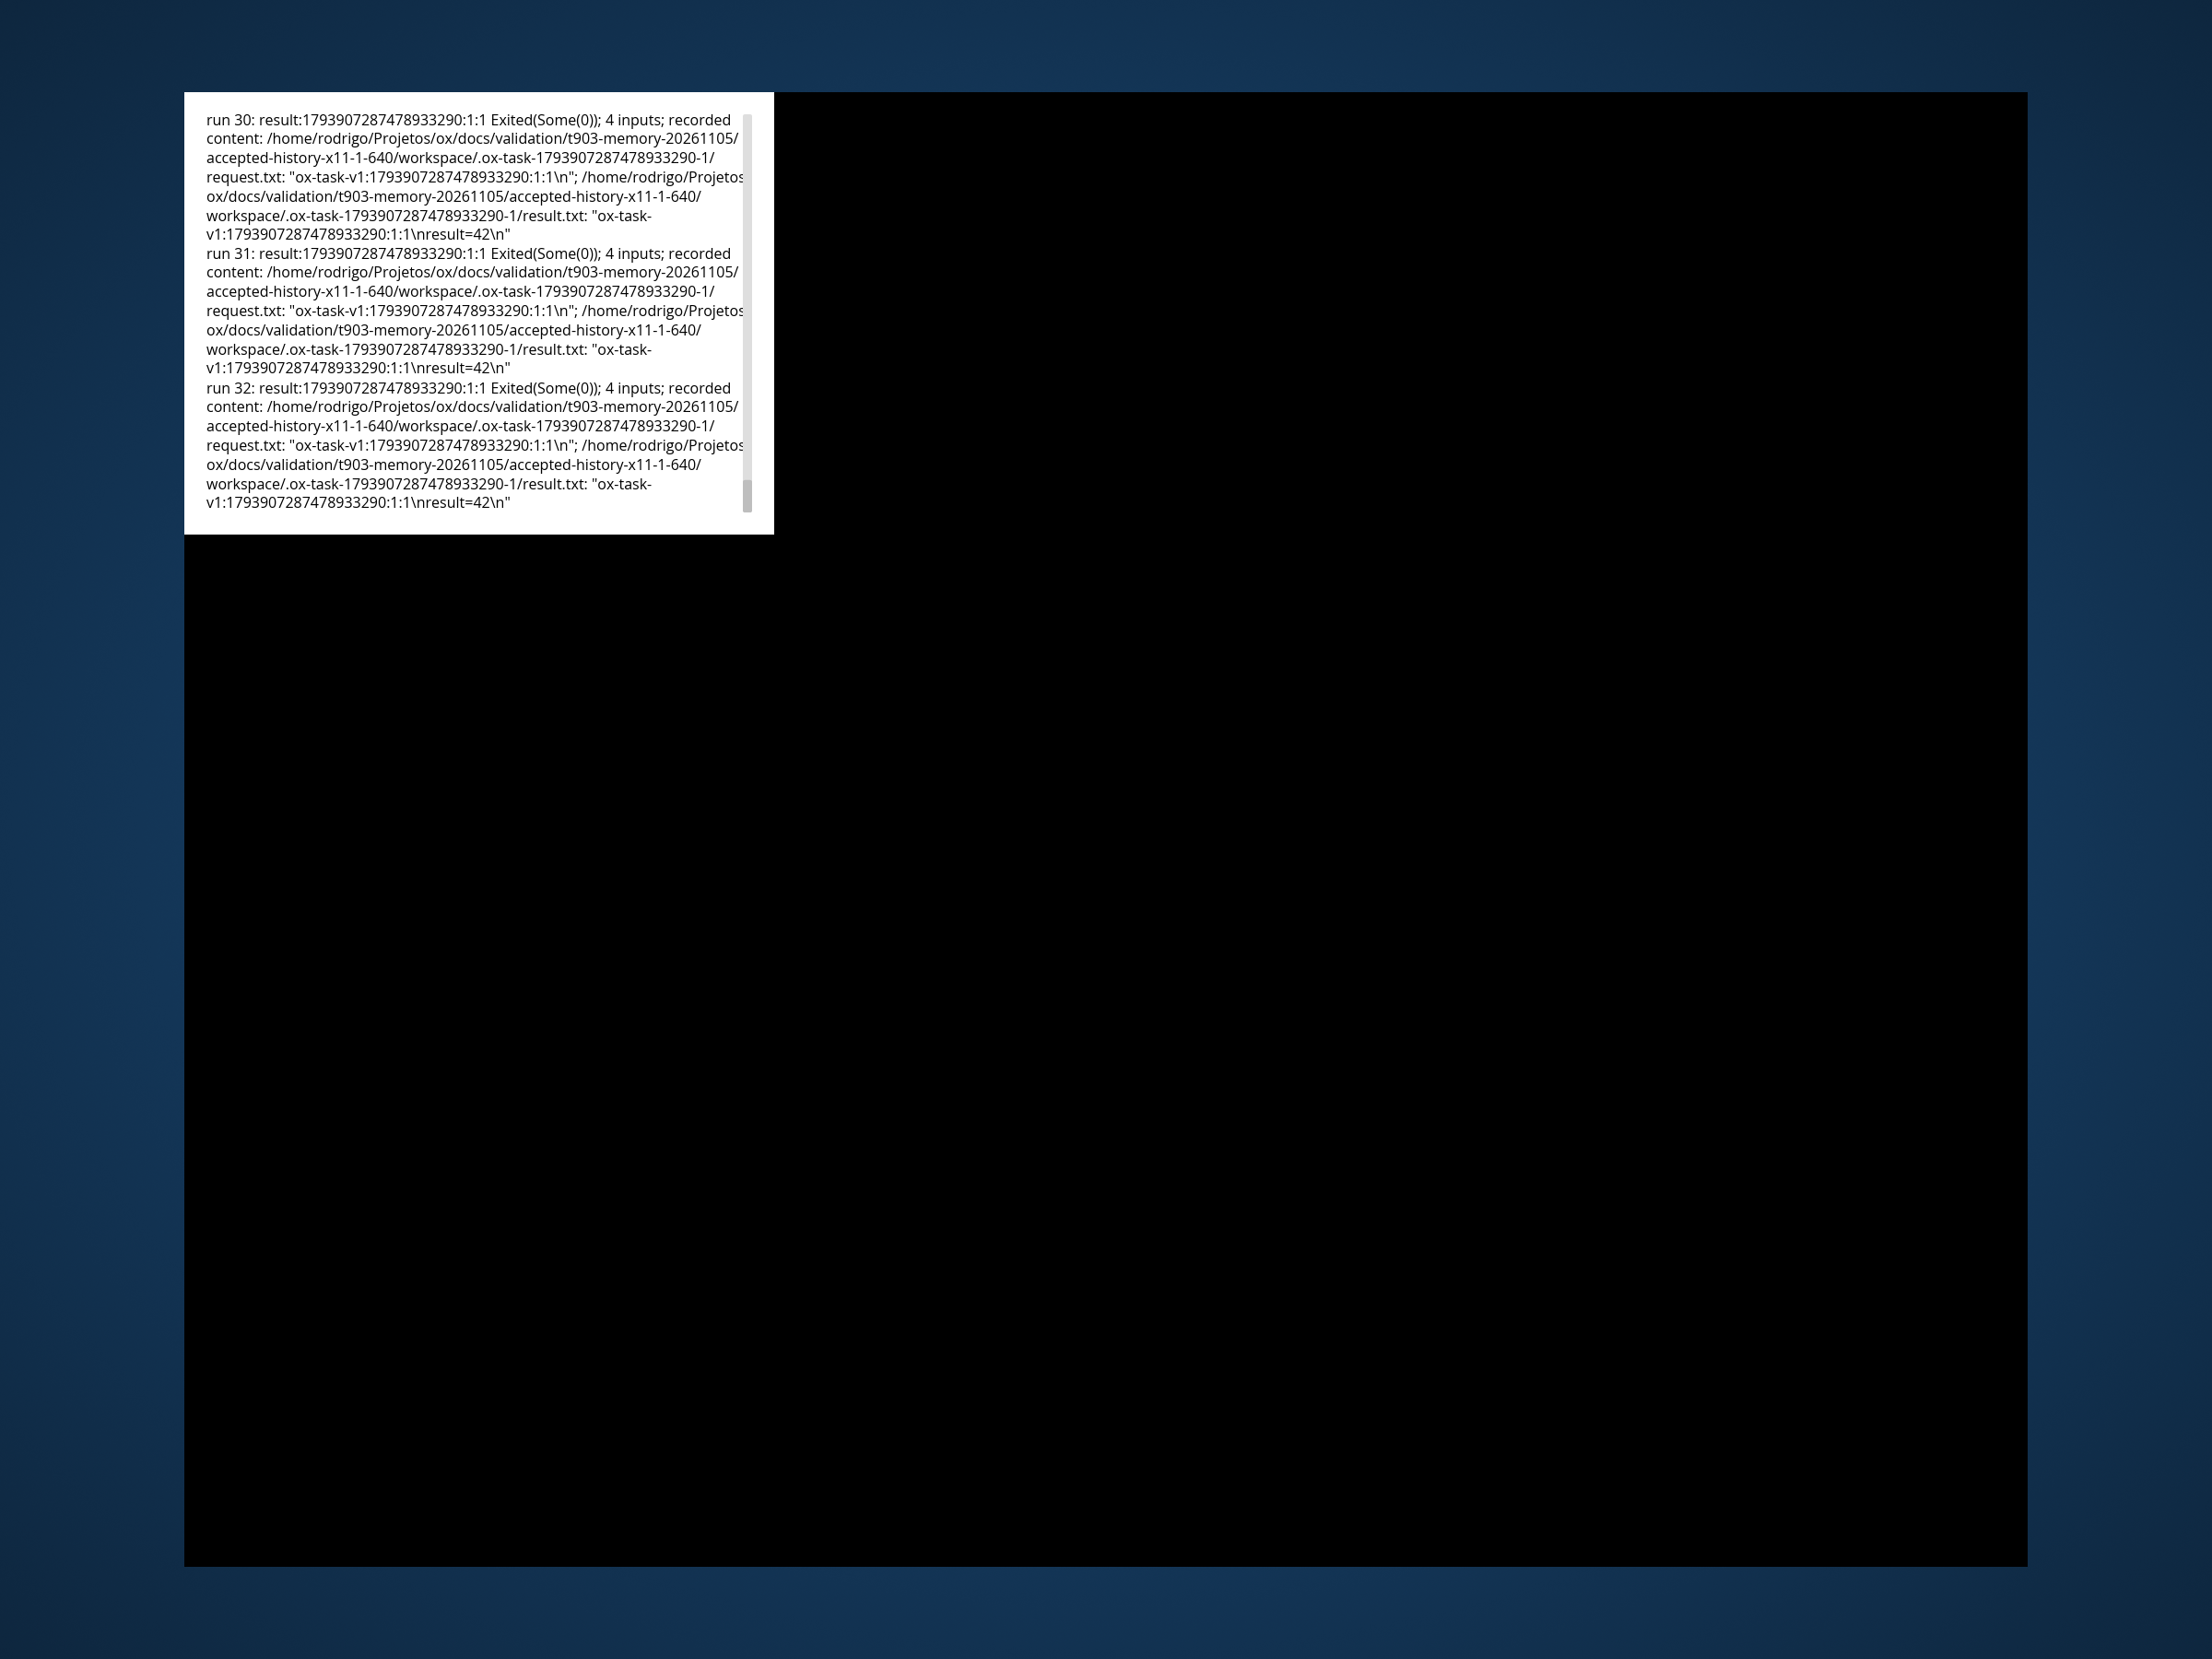 run 30: result:1793907287478933290:1:1 Exited(Some(0)); 4 inputs; recorded
content: /home/rodrigo/Projetos/ox/docs/validation/t903-memory-20261105/
accepted-history-x11-1-640/workspace/.ox-task-1793907287478933290-1/
request.txt: "ox-task-v1:1793907287478933290:1:1\n"; /home/rodrigo/Projetos
ox/docs/validation/t903-memory-20261105/accepted-history-x11-1-640/
workspace/.ox-task-1793907287478933290-1/result.txt: "ox-task-
v1:1793907287478933290:1:1\nresult=42\n"
run 31: result:1793907287478933290:1:1 Exited(Some(0)); 4 inputs; recorded
content: /home/rodrigo/Projetos/ox/docs/validation/t903-memory-20261105/
accepted-history-x11-1-640/workspace/.ox-task-1793907287478933290-1/
request.txt: "ox-task-v1:1793907287478933290:1:1\n"; /home/rodrigo/Projetos
ox/docs/validation/t903-memory-20261105/accepted-history-x11-1-640/
workspace/.ox-task-1793907287478933290-1/result.txt: "ox-task-
v1:1793907287478933290:1:1\nresult=42\n"
run 32: result:1793907287478933290:1:1 Exited(Some(0)); 4 inputs; recorded
content: /home/rodrigo/Projetos/ox/docs/validation/t903-memory-20261105/
accepted-history-x11-1-640/workspace/.ox-task-1793907287478933290-1/
request.txt: "ox-task-v1:1793907287478933290:1:1\n"; /home/rodrigo/Projetos
ox/docs/validation/t903-memory-20261105/accepted-history-x11-1-640/
workspace/.ox-task-1793907287478933290-1/result.txt: "ox-task-
v1:1793907287478933290:1:1\nresult=42\n"